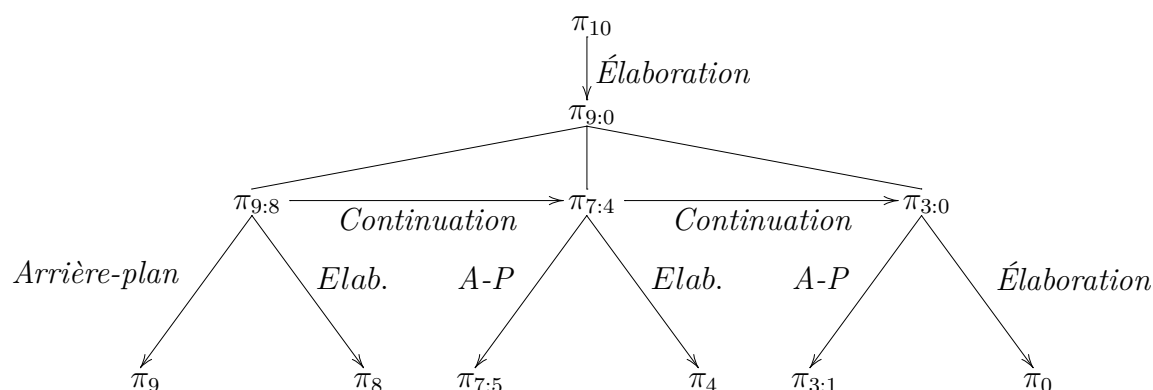 π10
Élaboration
π9:0
π9:8 π7:4 π3:0
Continuation Continuation
Arrière-plan Elab. A-P Elab. A-P Élaboration
π9 π8 π7:5 π4 π3:1 π0